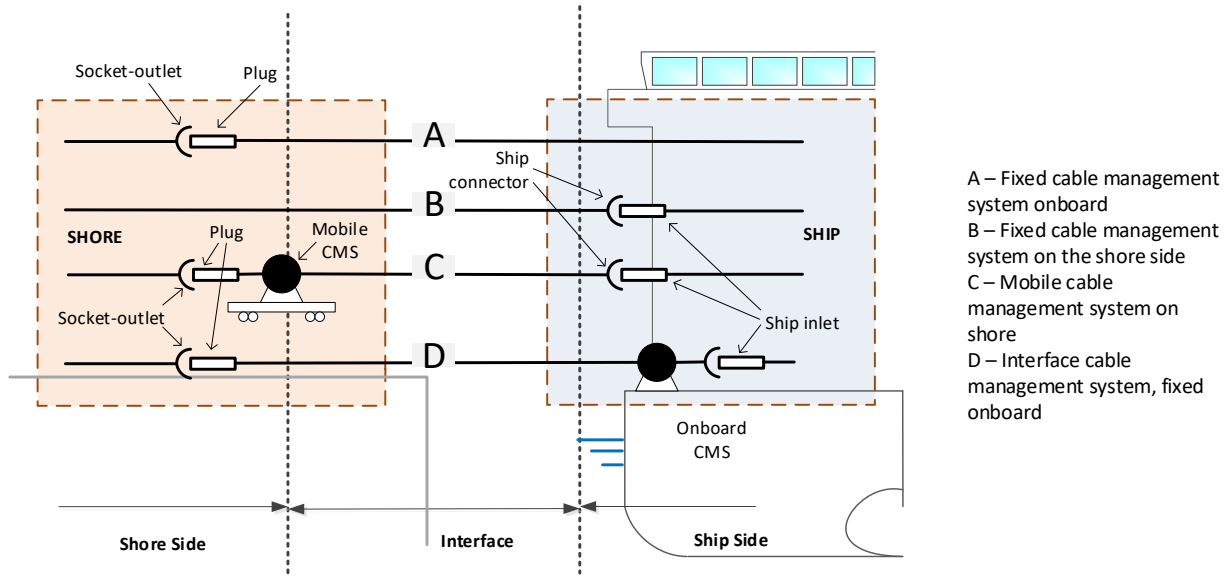 Socket-outlet
Plug
A
Ship
connector
B
SHORE
Plug
Mobile
CMS
SHIP
C
Socket-outlet
Ship inlet
D
Onboard
CMS
Shore Side
Interface
Ship Side
A – Fixed cable management
system onboard
B – Fixed cable management
system on the shore side
C – Mobile cable
management system on
shore
D – Interface cable
management system, fixed
onboard